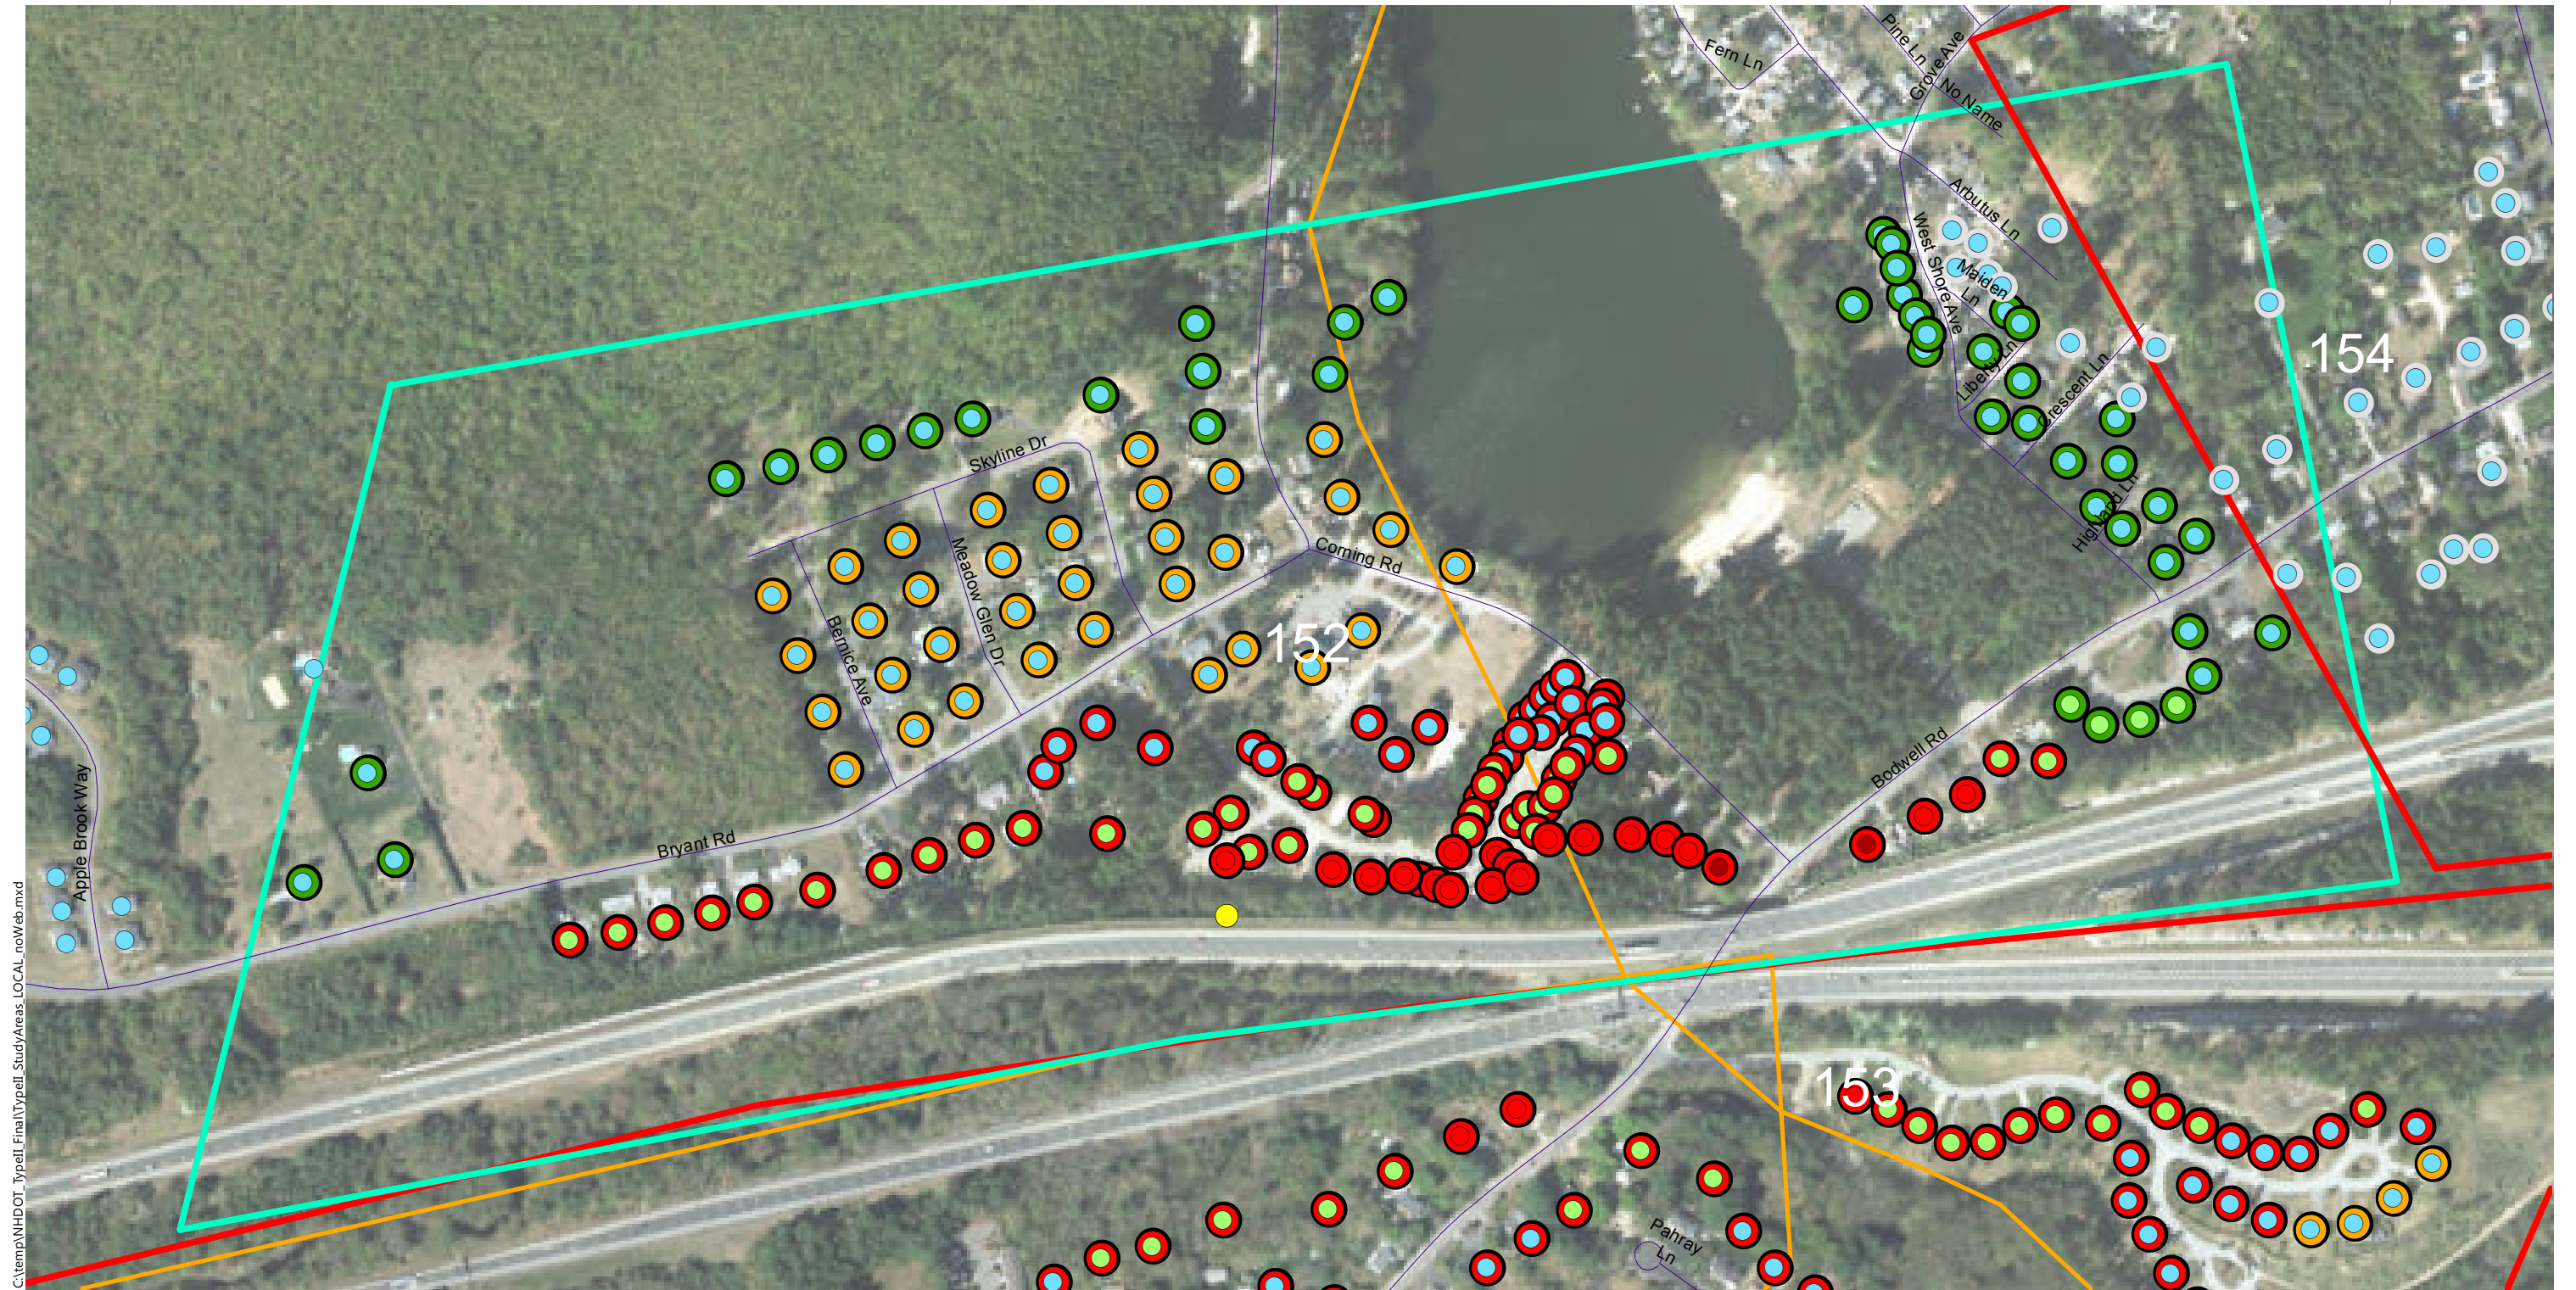 Fern Ln
Pine Ln
Grove Ave
No Name
Arbutus Ln
West Shore Ave
Maiden
Ln
Liberty Ln
Crescent Ln
154
Highland Ln
Skyline Dr
Corning Rd
Meadow Glen Dr
Bernice Ave
152
Bodwell Rd
Apple Brook Way
Bryant Rd
153
Pahray
Ln
C:\temp\NHDOT_TypeII_Final\TypeII_StudyAreas_LOCAL_noWeb.mxd